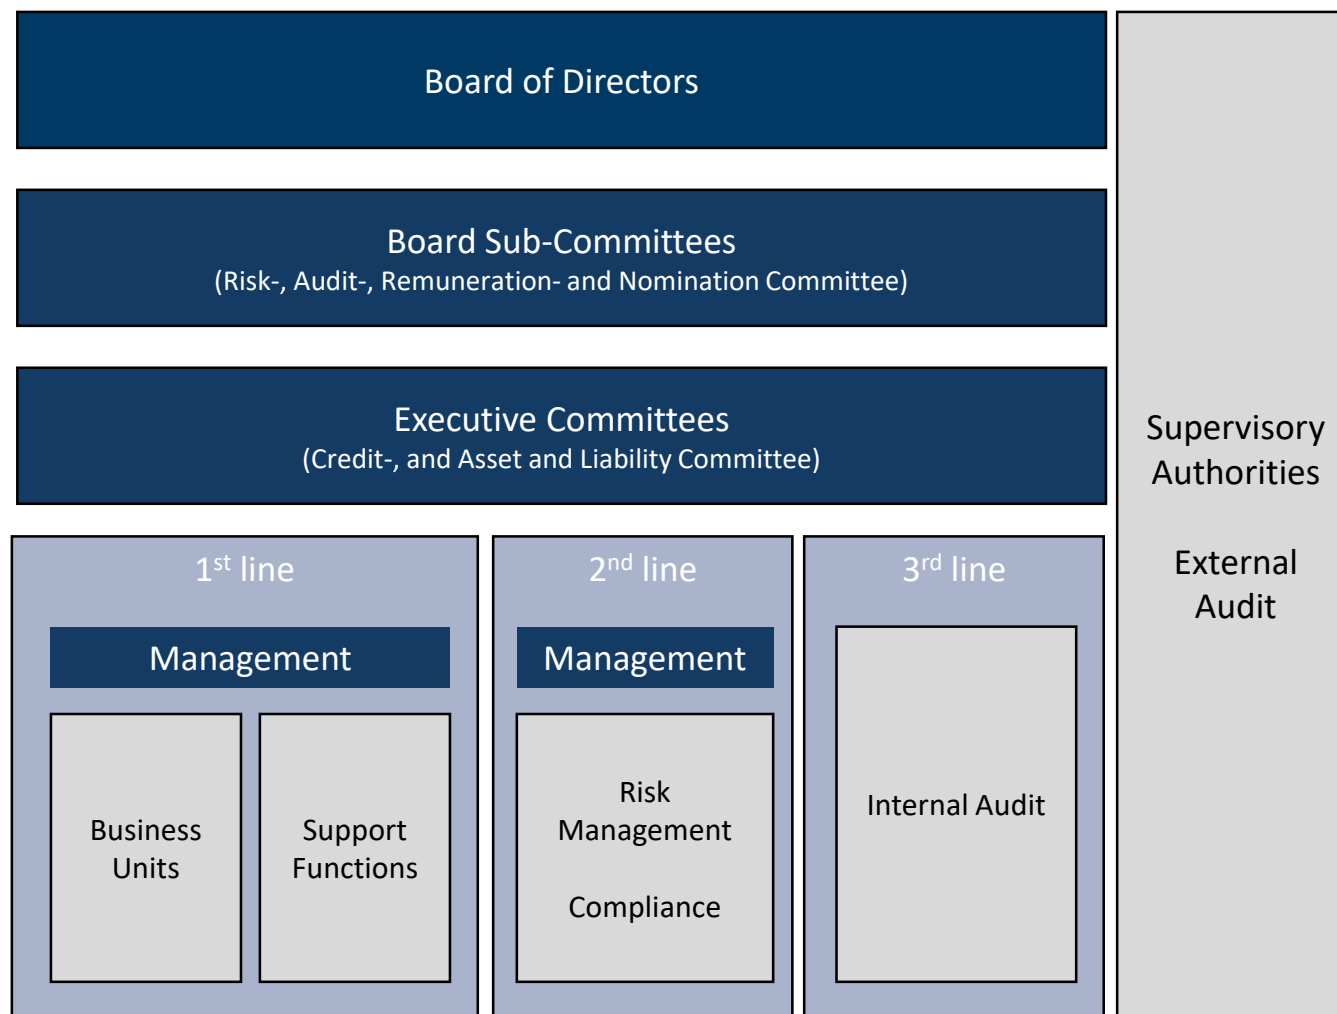 Board of Directors
Board Sub-Committees
(Risk-, Audit-, Remuneration- and Nomination Committee)
Executive Committees
(Credit-, and Asset and Liability Committee)
1st line
Management
Business
Units
Support
Functions
2nd line
Management
Risk
Management
Compliance
3rd line
Internal Audit
Supervisory
Authorities
External
Audit